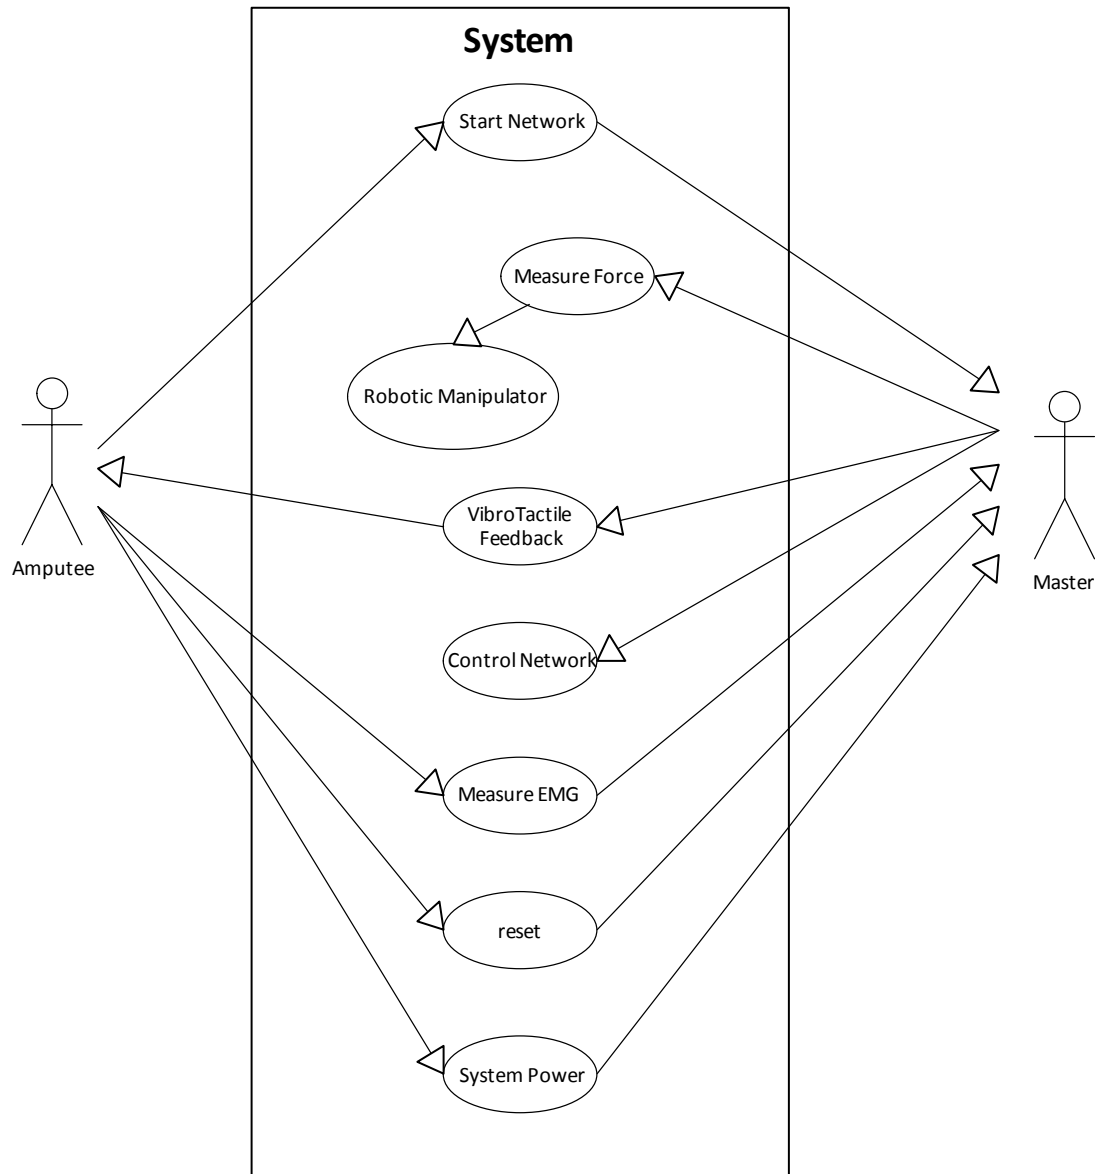 System
Start Network
Measure Force
Robotic Manipulator
VibroTactile
Feedback
Amputee
Master
Control Network
Measure EMG
reset
System Power